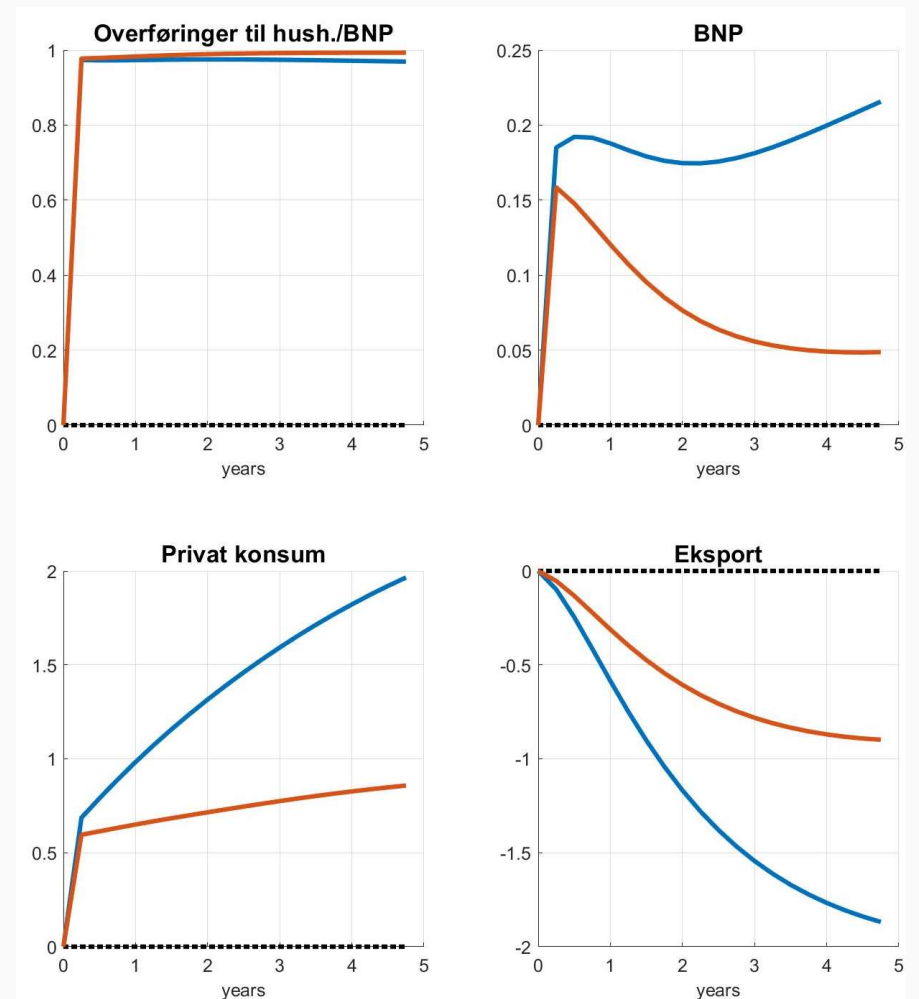 Overføringer til hush./BNP
1
0.8
0.6
0.4
0.2
0
0 1 2 3 4 5
years
BNP
0.25
0.2
0.15
0.1
0.05
0
0 1 2 3 4 5
years
Privat konsum
2
1.5
1
0.5
0
0 1 2 3 4 5
years
Eksport
0
-0.5
-1
-1.5
-2
0 1 2 3 4 5
years